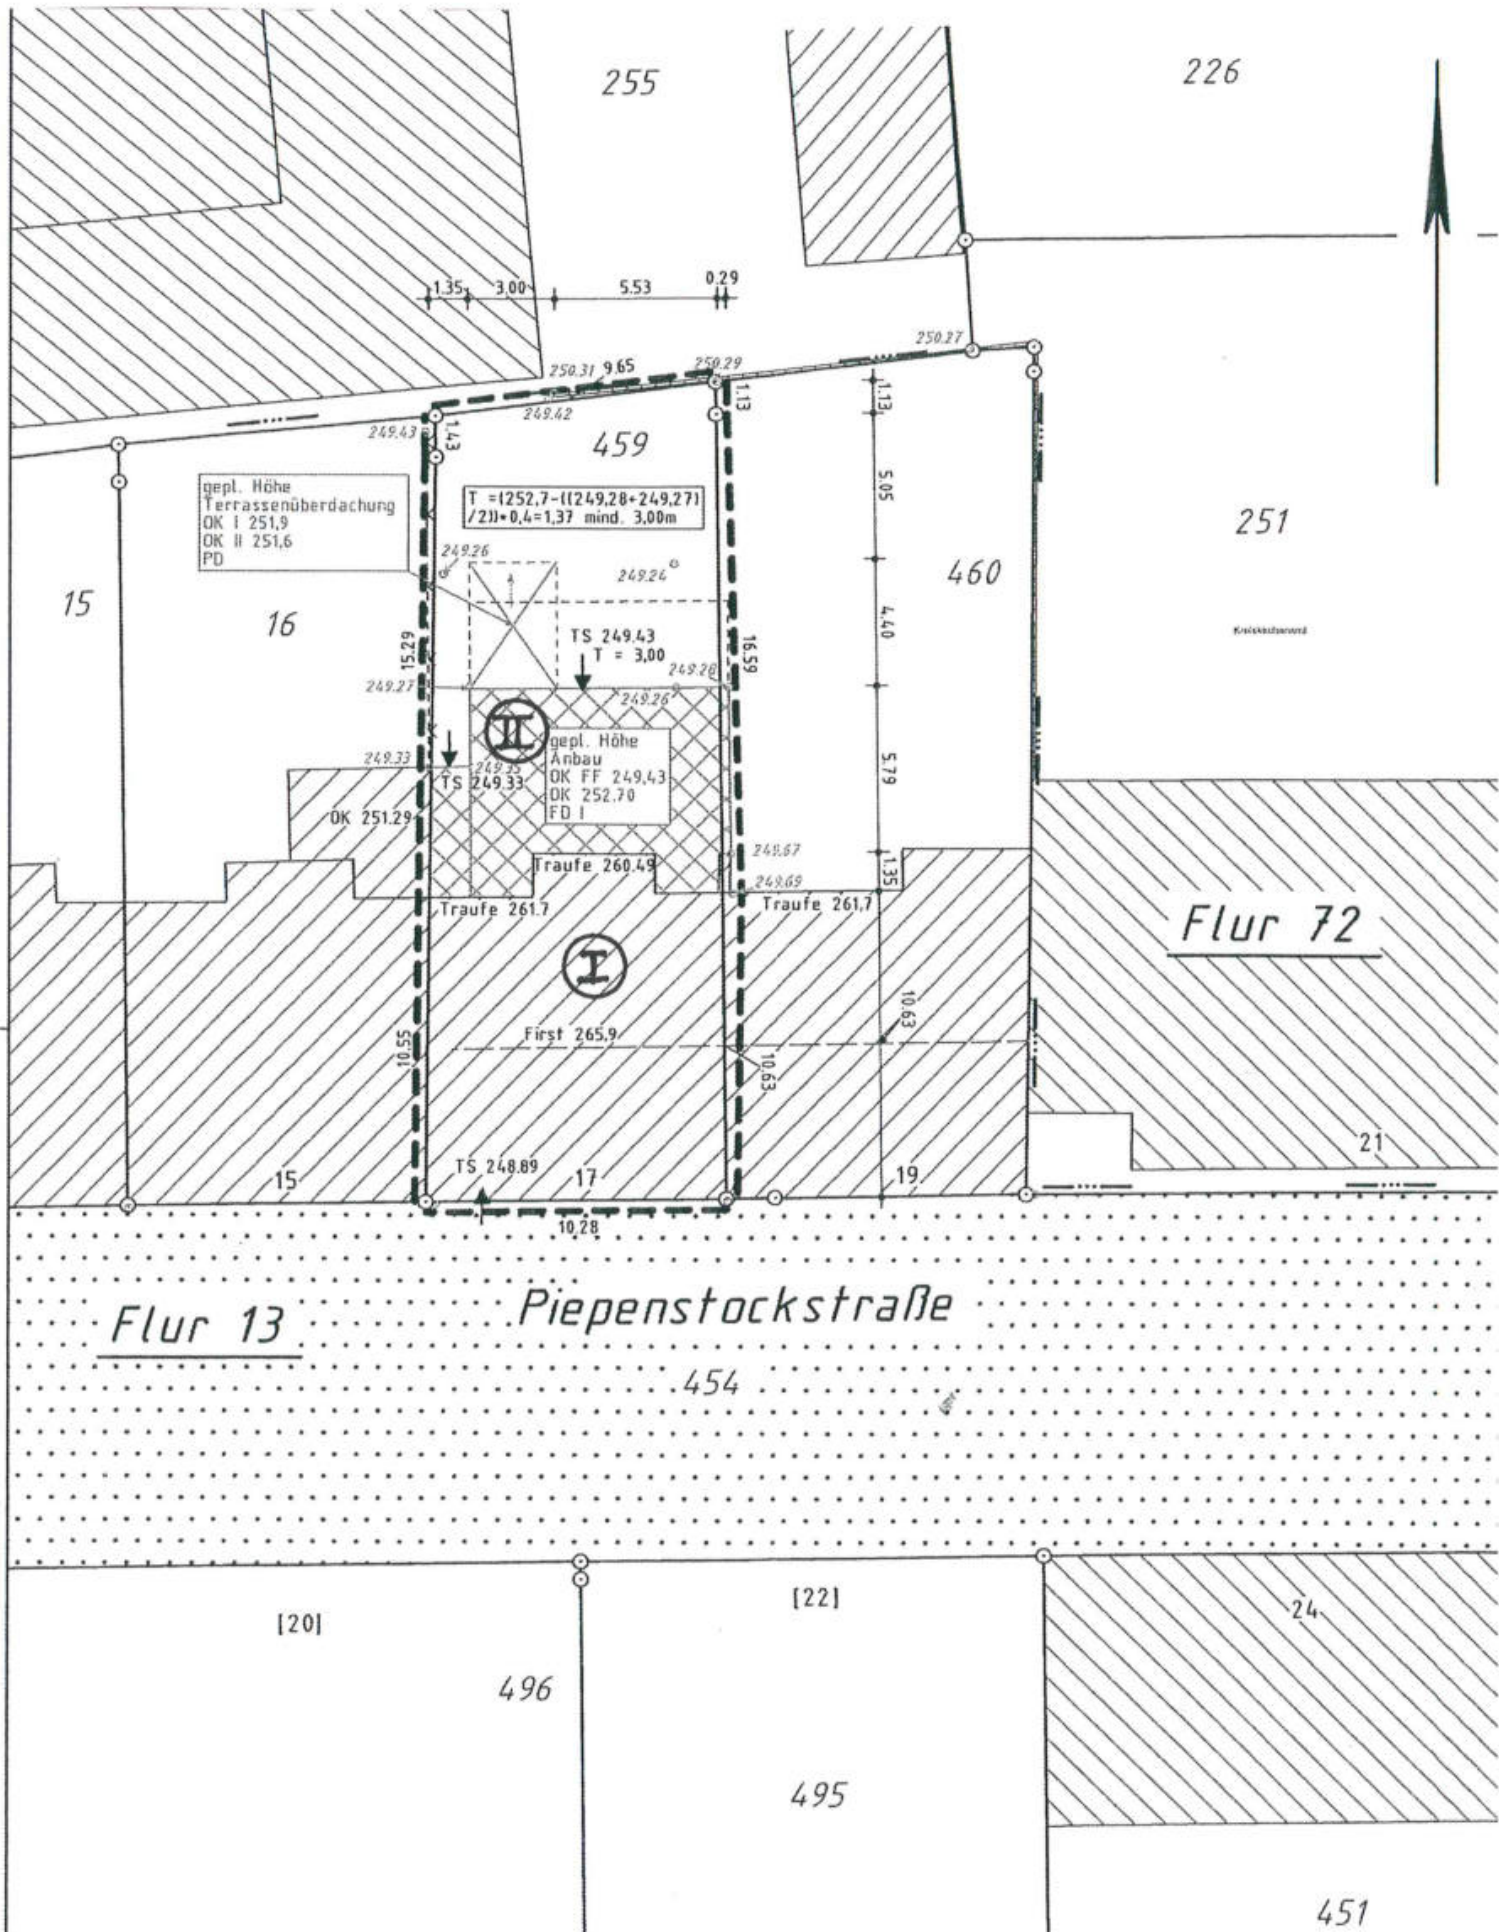 255
226
1.35
3.00
5.53
0.29
250.27
250.31
9.65
250.29
249.42
1.13
1.13
249.43
1.43
459
gepl. Höhe
Terrassenüberdachung
OK I 251,9
OK II 251,6
PD
T =(252,7-((249,28+249,27)
/2))*0,4=1,37 mind. 3,00m
5.05
251
249.26
249.24
460
15
16
4.40
TS 249.43
T = 3,00
15.29
16.59
249.28
249.27
249.26
II
gepl. Höhe
Anbau
OK FF 249,43
OK 252.70
FD I
249.33
249.35
TS 249.33
5.79
OK 251.29
249.67
Traufe 260.49
1.35
249.69
Traufe 261.7
Traufe 261,7
Flur 72
I
10.63
First 265,9
10.55
10.63
21
TS 248.89
15
17
19
10.28
Piepenstockstraße
Flur 13
454
[20]
[22]
24
496
495
451